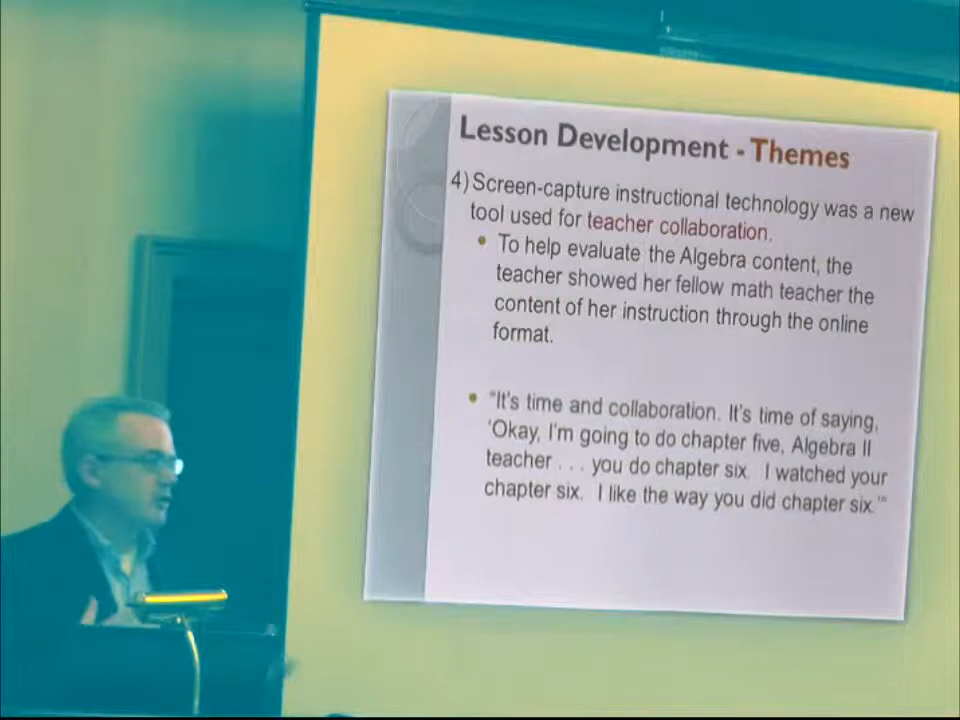 Lesson Development - Themes
4) Screen-capture instructional technology was a new
tool used for teacher collaboration.
• To help evaluate the Algebra content, the
teacher showed her fellow math teacher the
content of her instruction through the online
format.
• "It's time and collaboration. It's time of saying,
'Okay, I'm going to do chapter five, Algebra II
teacher . . . you do chapter six. I watched your
chapter six. I like the way you did chapter six.'"